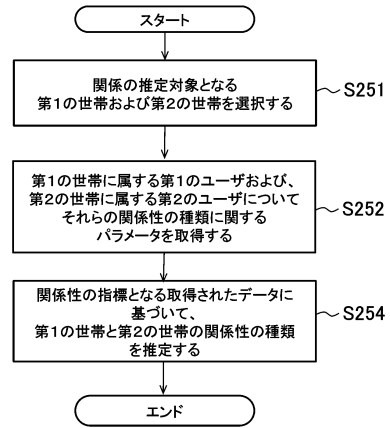 スタート
関係の推定対象となる
第1の世帯および第2の世帯を選択する
S251
第1の世帯に属する第1のユーザおよび、
第2の世帯に属する第2のユーザについて
それらの関係性の種類に関する
パラメータを取得する
S252
関係性の指標となる取得されたデータに
基づいて、
第1の世帯と第2の世帯の関係性の種類
を推定する
S254
エンド